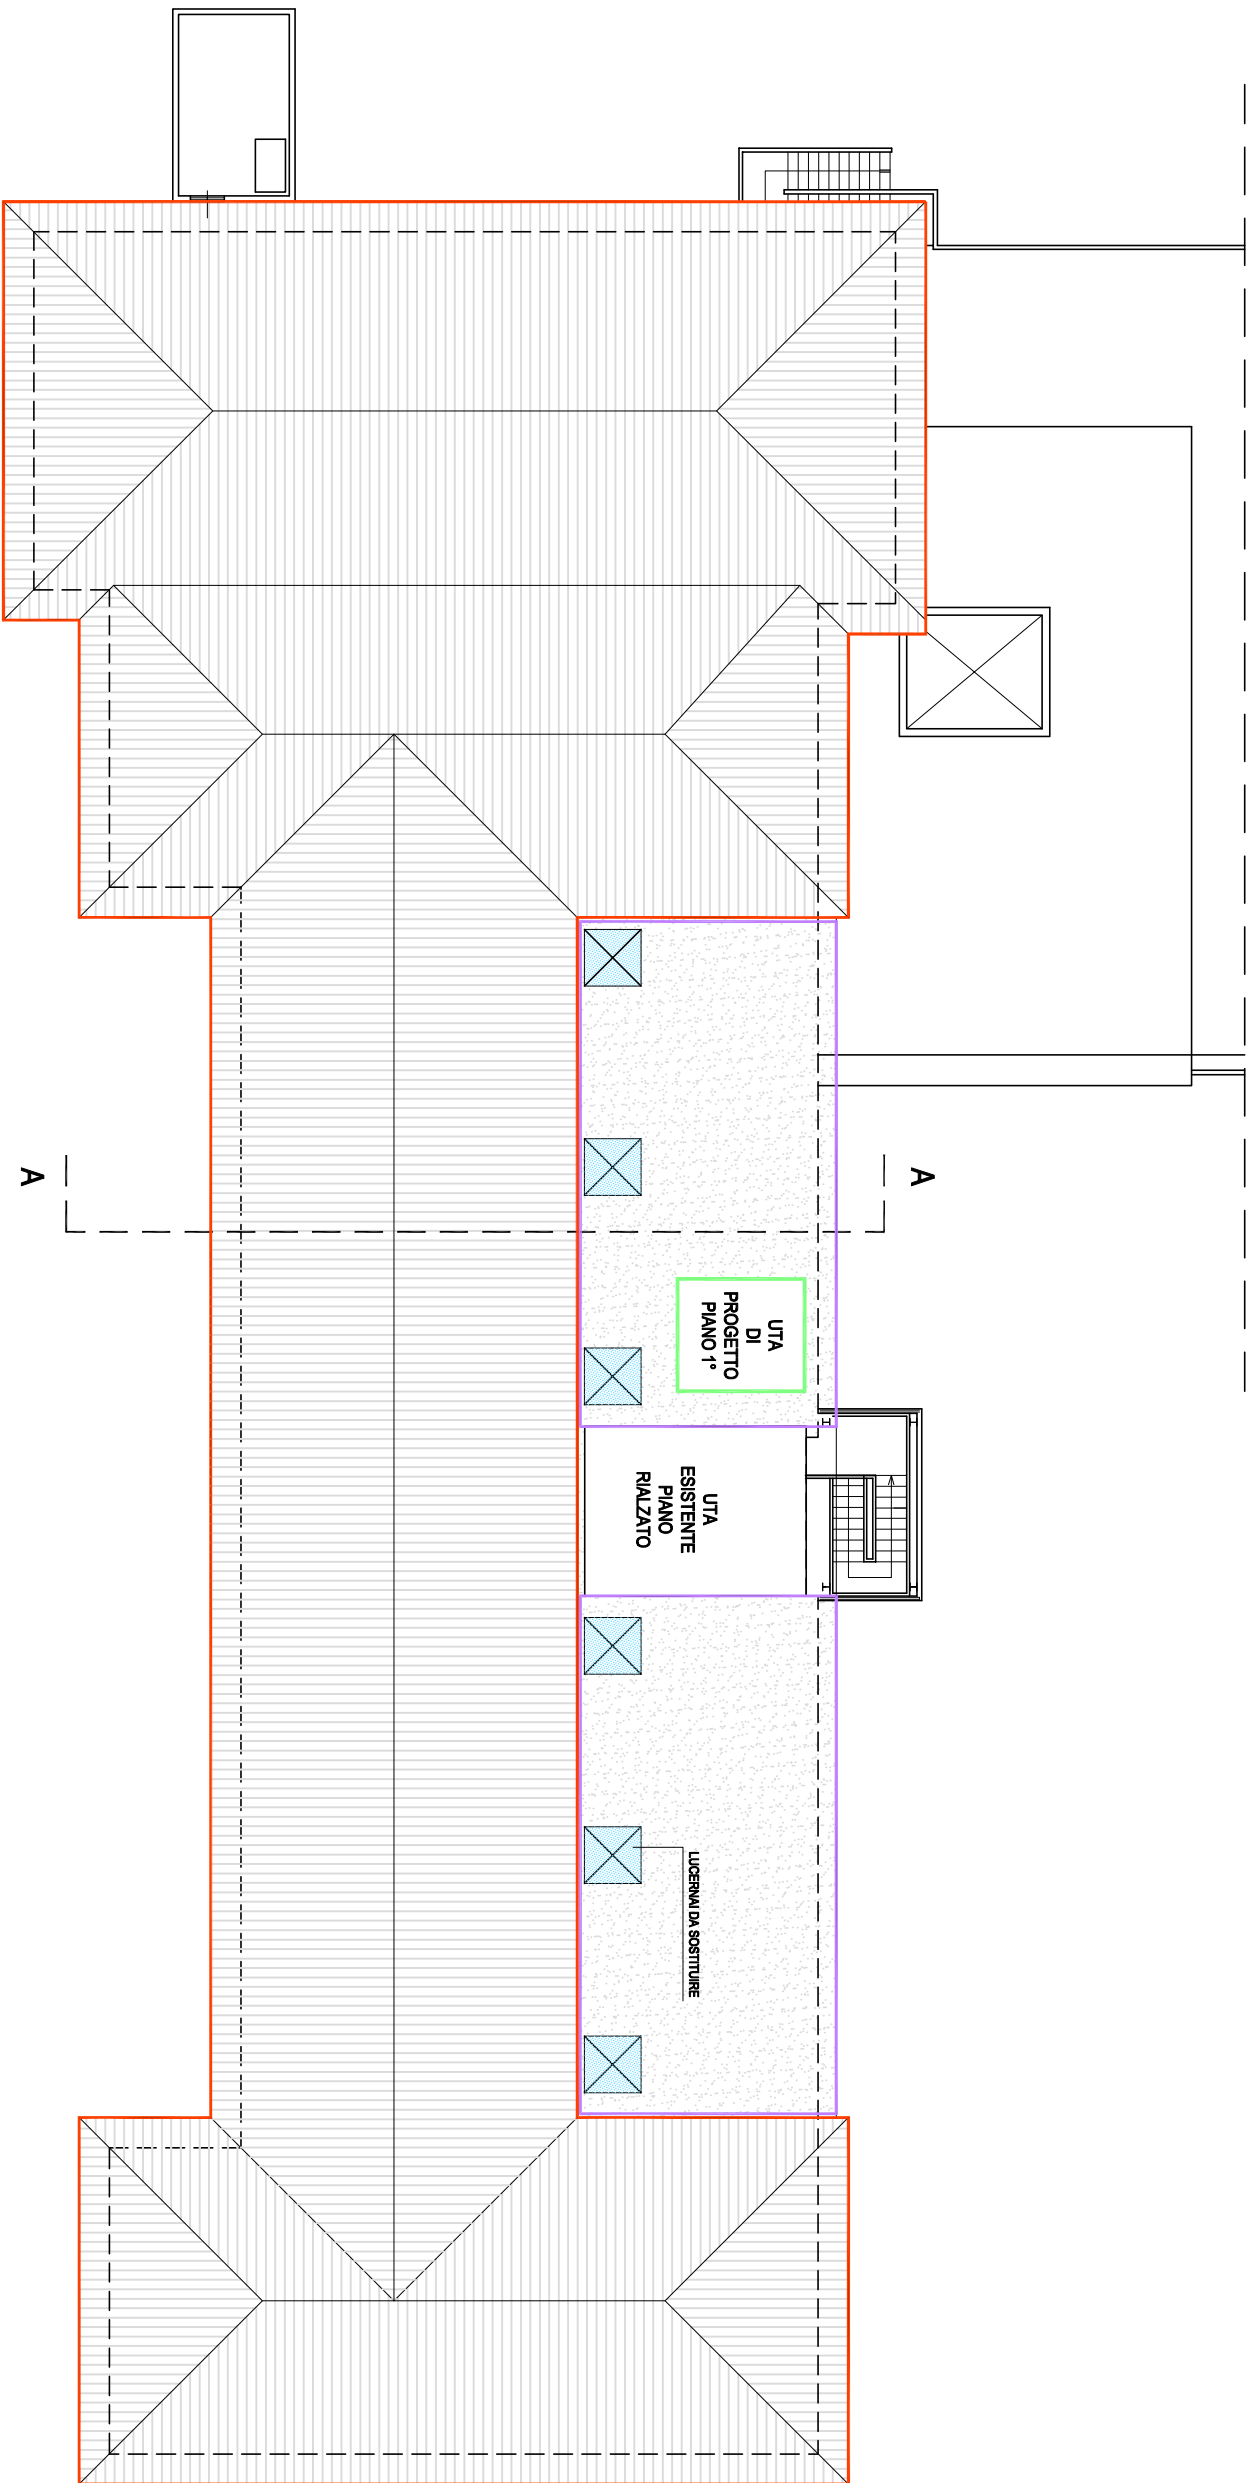 A
A
UTA
DI
PROGETTO
PIANO 1°
UTA
ESISTENTE
PIANO
RIALZATO
LUCERNAI DA SOSTITUIRE